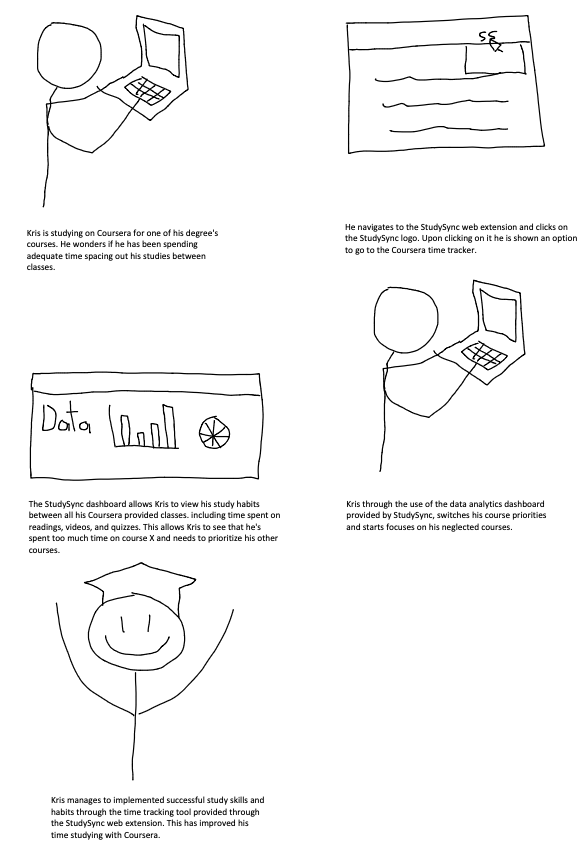 SS
Kris is studying on Coursera for one of his degree's
courses. He wonders if he has been spending
adequate time spacing out his studies between
classes.
He navigates to the StudySync web extension and clicks on
the StudySync logo. Upon clicking on it he is shown an option
to go to the Coursera time tracker.
Data
The StudySync dashboard allows Kris to view his study habits
between all his Coursera provided classes. including time spent on
readings, videos, and quizzes. This allows Kris to see that he's
spent too much time on course X and needs to prioritize his other
courses.
Kris through the use of the data analytics dashboard
provided by StudySync, switches his course priorities
and starts focuses on his neglected courses.
Kris manages to implemented successful study skills and
habits through the time tracking tool provided through
the StudySync web extension. This has improved his
time studying with Coursera.